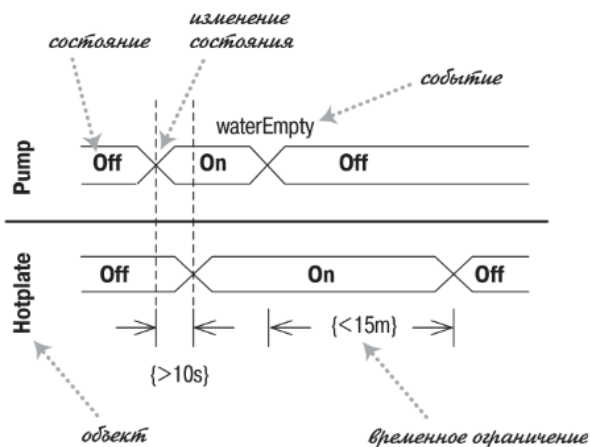 изменение
состояния
состояние
событие
waterEmpty
Pump
Off
On
Off
Hotplate
Off
On
Off
{>10s}
{<15m}
объект
временное ограничение